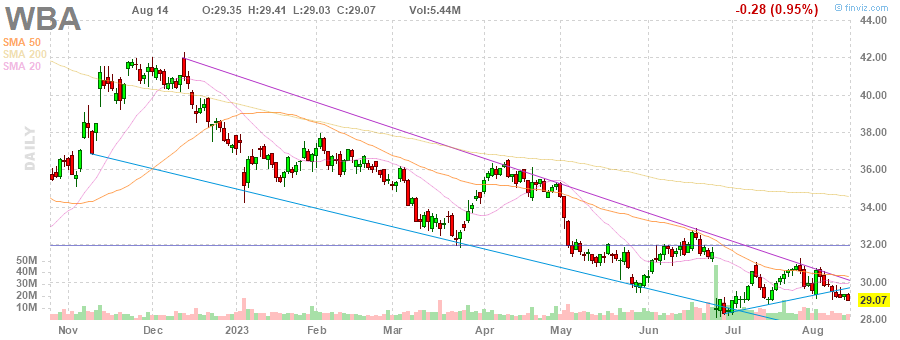 WBA Aug 14 O:29.35 H:29.41 L:29.03 C:29.07 Vol:5.44M -0.28 (0.95%) @ finviz.com
SMA 50
SMA 200
SMA 20
DAILY
44.00
42.00
40.00
38.00
36.00
34.00
32.00
30.00
29.07
28.00
50M
40M
30M
20M
10M
Nov Dec 2023 Feb Mar Apr May Jun Jul Aug